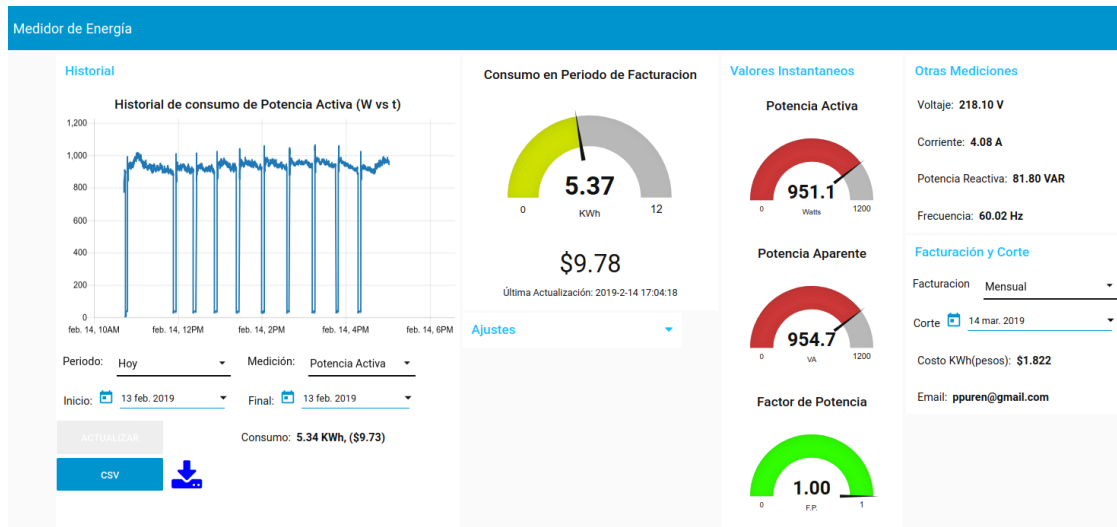 Medidor de Energía
Historial
Historial de consumo de Potencia Activa (W vs t)
1,200
1,000
800
600
400
200
0
feb. 14, 10AM feb. 14, 12PM feb. 14, 2PM feb. 14, 4PM feb. 14, 6PM
Periodo: Hoy Medición: Potencia Activa
Inicio: 13 feb. 2019 Final: 13 feb. 2019
ACTUALIZAR Consumo: 5.34 KWh, ($9.73)
CSV
Consumo en Periodo de Facturacion
5.37
0 KWh 12
$9.78
Última Actualización: 2019-2-14 17:04:18
Ajustes
Valores Instantaneos
Potencia Activa
951.1
0 Watts 1200
Potencia Aparente
954.7
0 VA 1200
Factor de Potencia
1.00
0 F.P. 1
Otras Mediciones
Voltaje: 218.10 V
Corriente: 4.08 A
Potencia Reactiva: 81.80 VAR
Frecuencia: 60.02 Hz
Facturación y Corte
Facturacion Mensual
Corte 14 mar. 2019
Costo KWh(pesos): $1.822
Email: ppuren@gmail.com